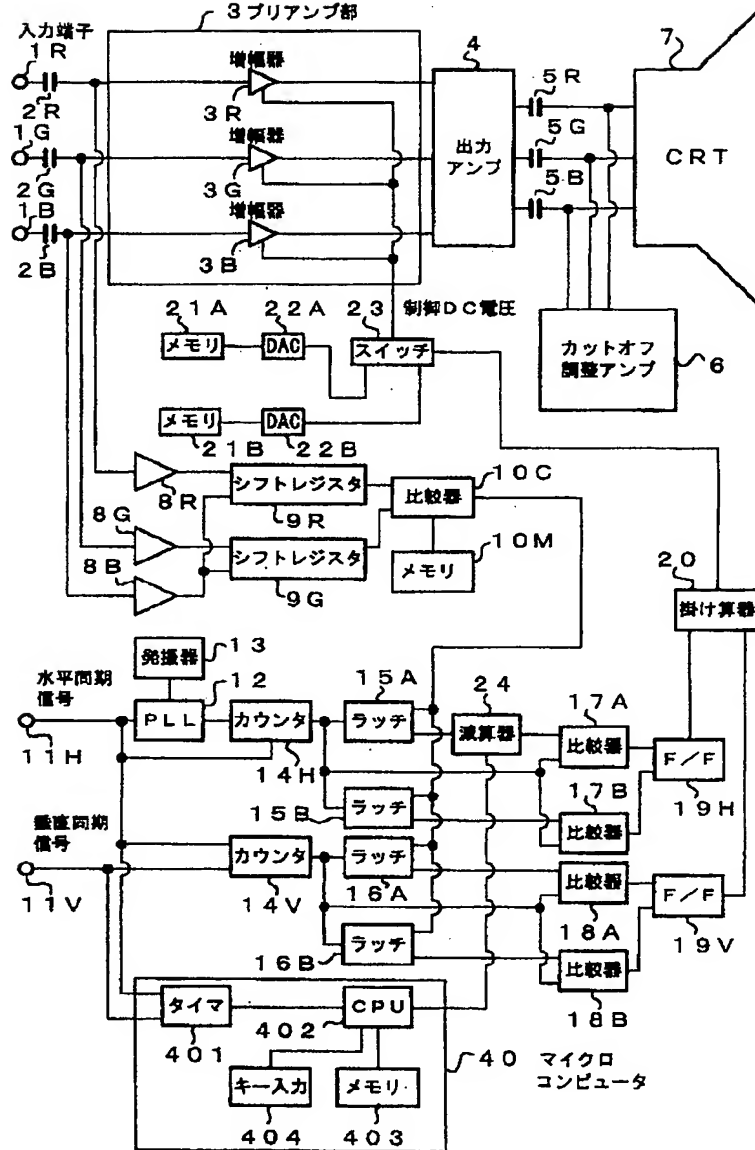 3プリアンプ部
入力端子
1R
2R
1G
2G
1B
2B
増幅器
3R
増幅器
3G
増幅器
3B
4
出力
アンプ
5R
5G
5B
7
CRT
カットオフ
調整アンプ
6
21A
メモリ
22A
DAC
23
制御DC電圧
スイッチ
メモリ
21B
DAC
22B
8R
シフトレジスタ
9R
8G
シフトレジスタ
9G
8B
比較器
10C
メモリ
10M
20
掛け算器
発振器
13
水平同期
信号
11H
PLL
12
カウンタ
14H
15A
ラッチ
ラッチ
15B
24
減算器
17A
比較器
17B
比較器
F/F
19H
垂直同期
信号
11V
カウンタ
14V
ラッチ
16A
ラッチ
16B
比較器
18A
比較器
18B
F/F
19V
タイマ
401
CPU
402
キー入力
404
メモリ
403
40
マイクロ
コンピュータ